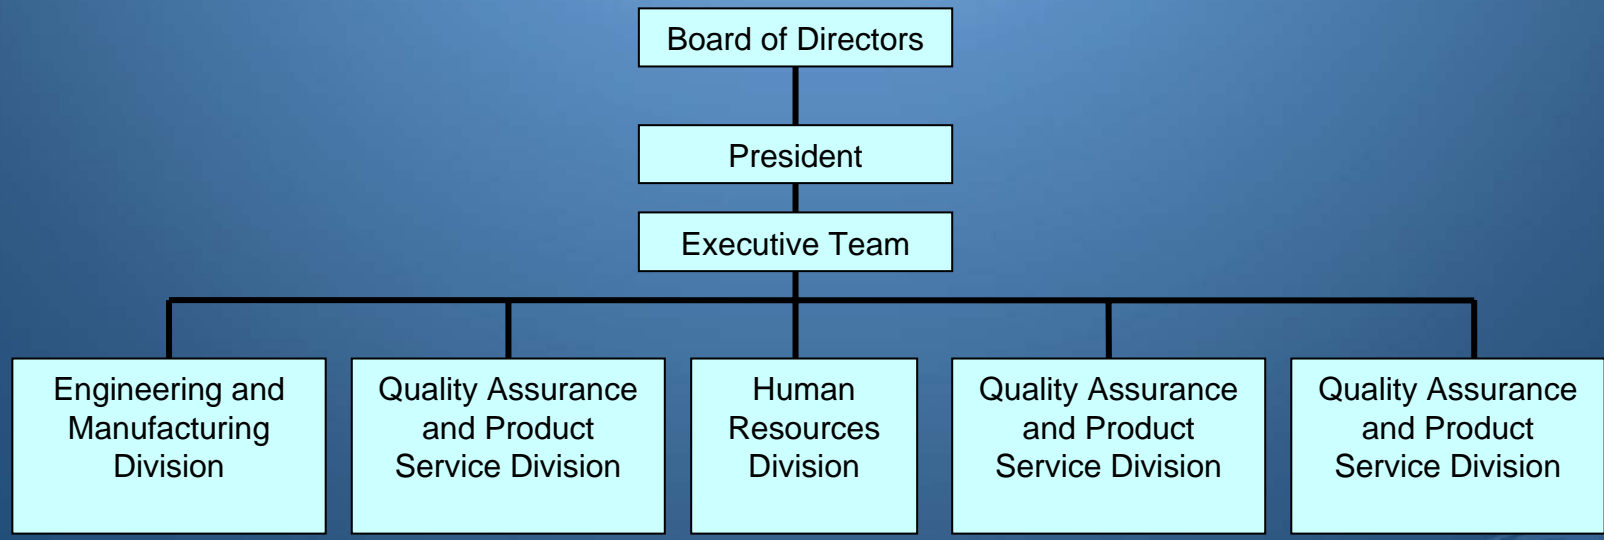 Board of Directors
President
Executive Team
Engineering and
Manufacturing
Division
Quality Assurance
and Product
Service Division
Human
Resources
Division
Quality Assurance
and Product
Service Division
Quality Assurance
and Product
Service Division